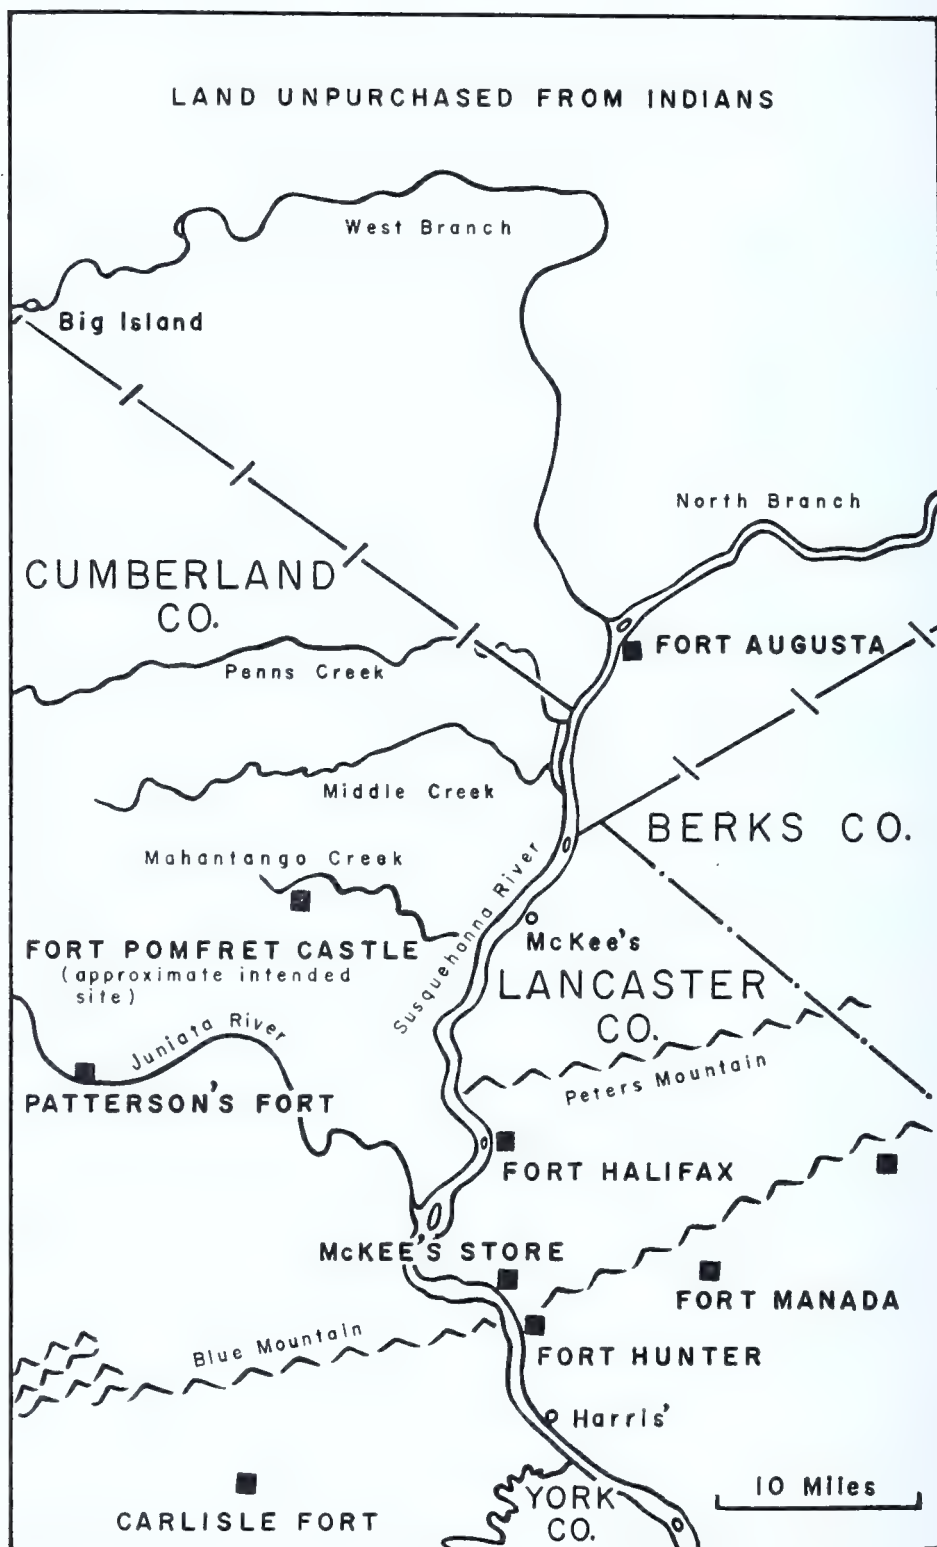 LAND UNPURCHASED FROM INDIANS
West Branch
Big Island
North Branch
CUMBERLAND
CO.
FORT AUGUSTA
Penns Creek
Middle Creek
BERKS CO.
Mahantango Creek
Susquehanna River
McKee's
FORT POMFRET CASTLE
(approximate intended
site)
LANCASTER
CO.
Juniata River
Peters Mountain
PATTERSON'S FORT
FORT HALIFAX
McKEE'S STORE
FORT MANADA
Blue Mountain
FORT HUNTER
Harris'
10 Miles
YORK
CO.
CARLISLE FORT